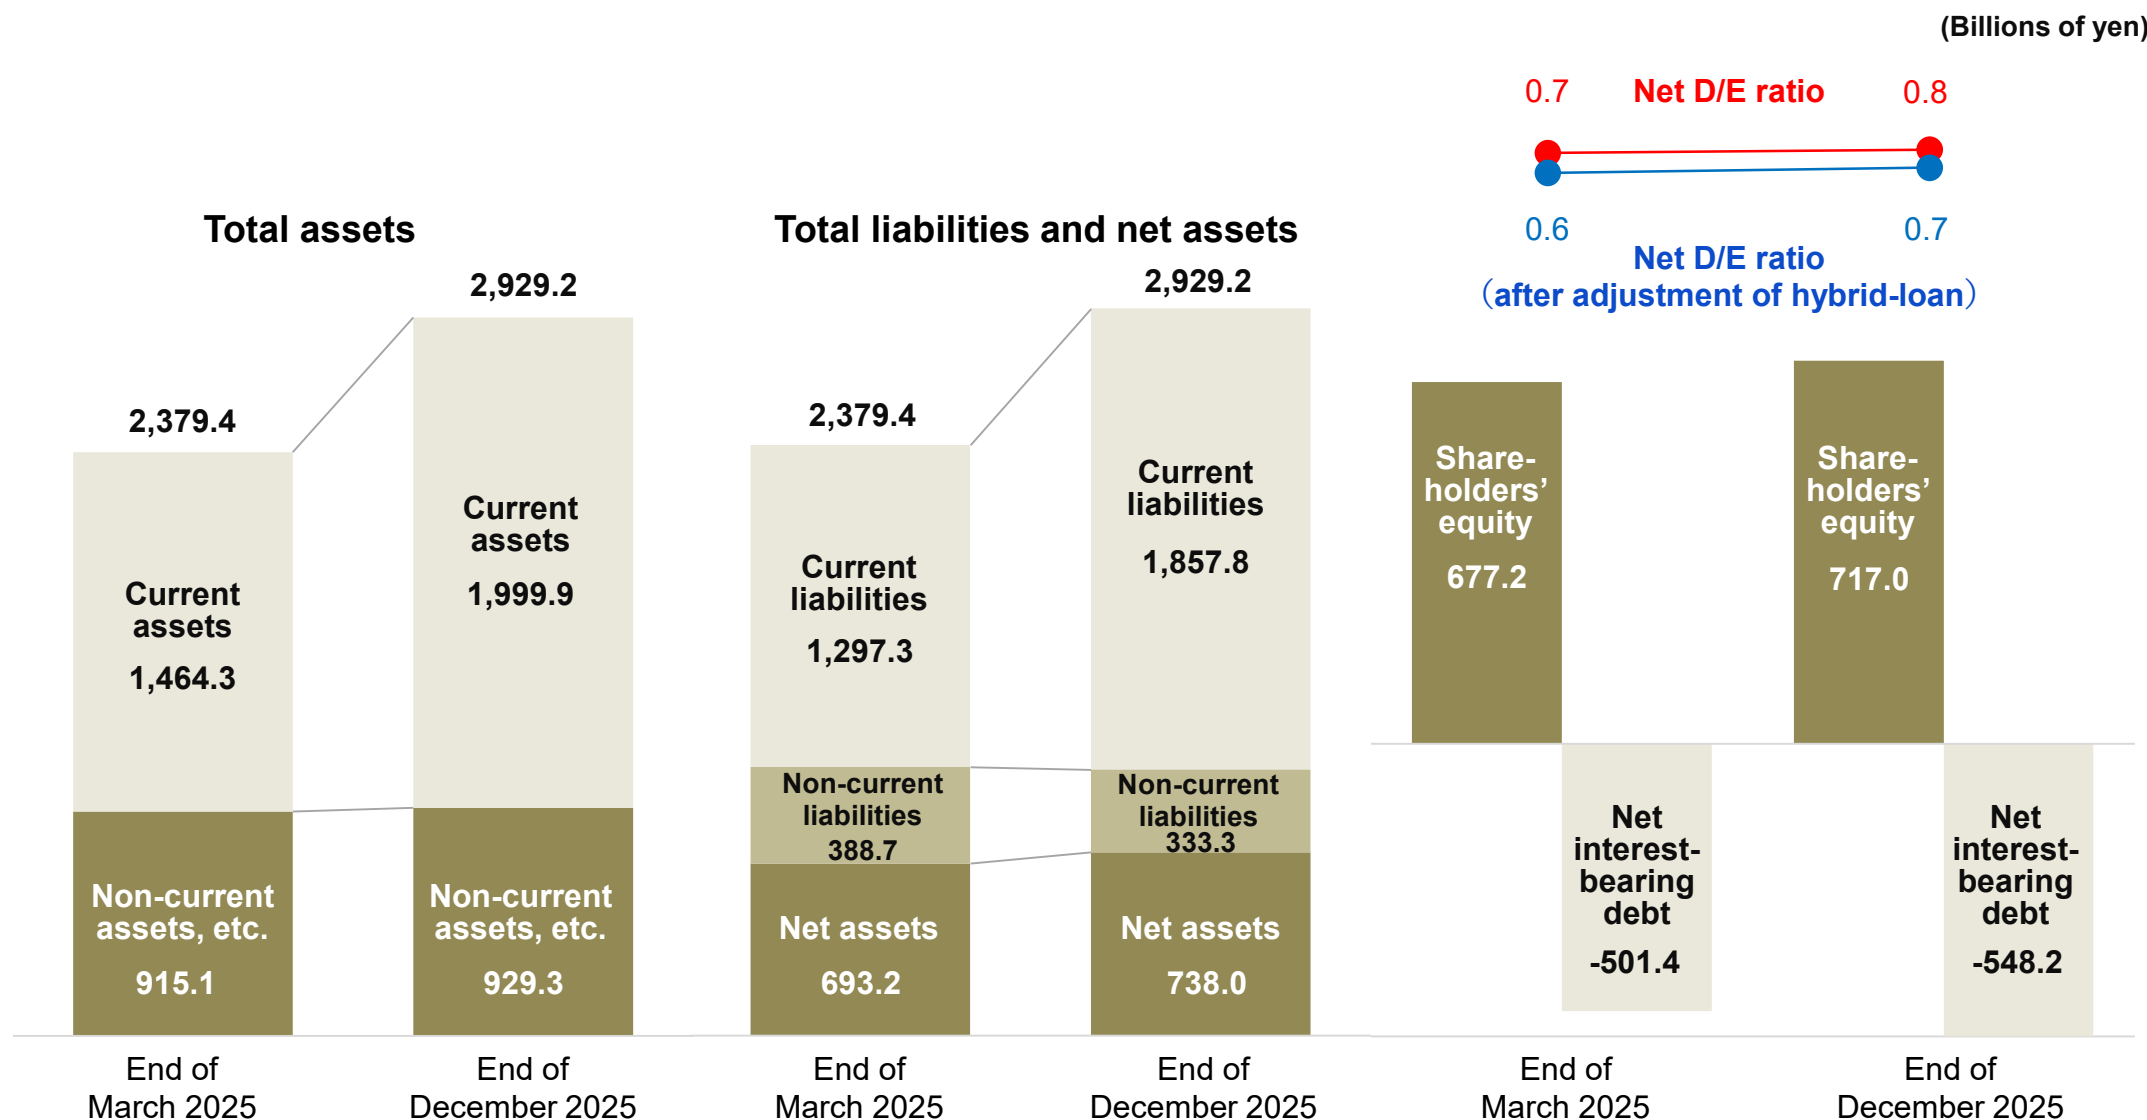 (Billions of yen)
Total assets
2,379.4
Current
assets
1,464.3
Non-current
assets, etc.
915.1
End of
March 2025
2,929.2
Current
assets
1,999.9
Non-current
assets, etc.
929.3
End of
December 2025
Total liabilities and net assets
2,379.4
Current
liabilities
1,297.3
Non-current
liabilities
388.7
Net assets
693.2
End of
March 2025
2,929.2
Current
liabilities
1,857.8
Non-current
liabilities
333.3
Net assets
738.0
End of
December 2025
0.7 Net D/E ratio 0.8
0.6 0.7
Net D/E ratio
（after adjustment of hybrid-loan）
Share-
holders’
equity
677.2
Net
interest-
bearing
debt
-501.4
End of
March 2025
Share-
holders’
equity
717.0
Net
interest-
bearing
debt
-548.2
End of
December 2025